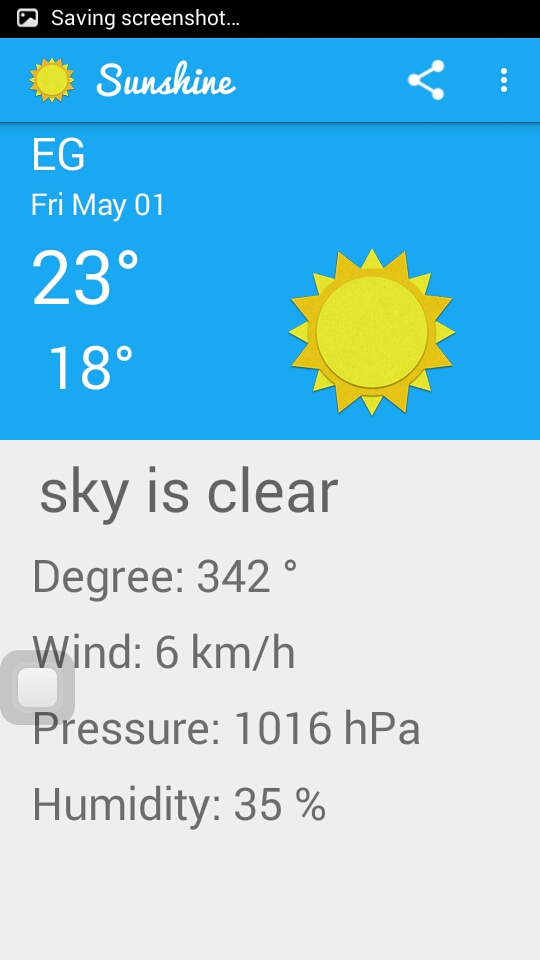 Saving screenshot...
Sunshine
EG
Fri May 01
23°
18°
sky is clear
Degree: 342 °
Wind: 6 km/h
Pressure: 1016 hPa
Humidity: 35 %